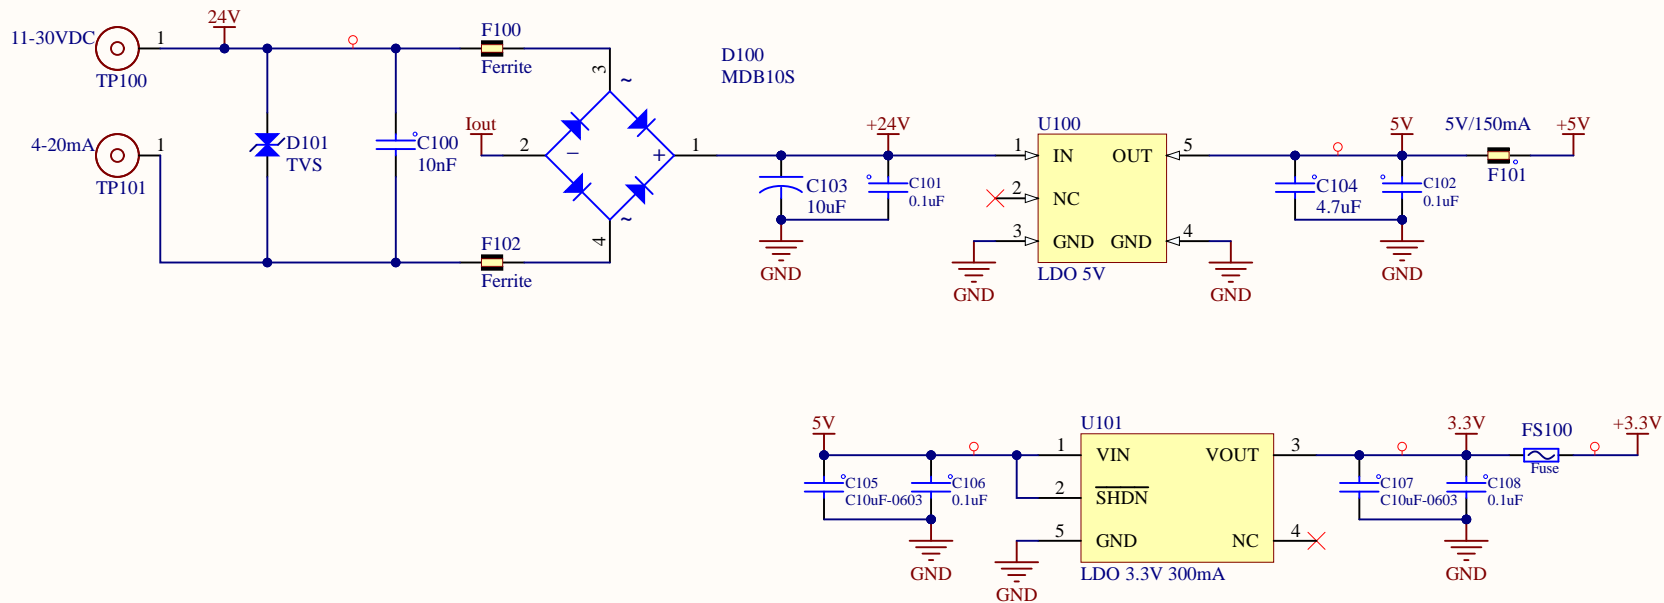 24V
11-30VDC
1
TP100
4-20mA
1
TP101
D101
TVS
C100
10nF
F100
Ferrite
F102
Ferrite
Iout
2
3
~
−
+
1
~
4
D100
MDB10S
+24V
C103
10uF
C101
0.1uF
GND
U100
1
IN
OUT
5
2
NC
3
GND
GND
4
LDO 5V
GND
GND
5V
5V/150mA
+5V
F101
C104
4.7uF
C102
0.1uF
GND
5V
C105
C10uF-0603
C106
0.1uF
GND
U101
1
VIN
VOUT
3
2
SHDN
5
GND
NC
4
LDO 3.3V 300mA
GND
3.3V
FS100
Fuse
+3.3V
C107
C10uF-0603
C108
0.1uF
GND